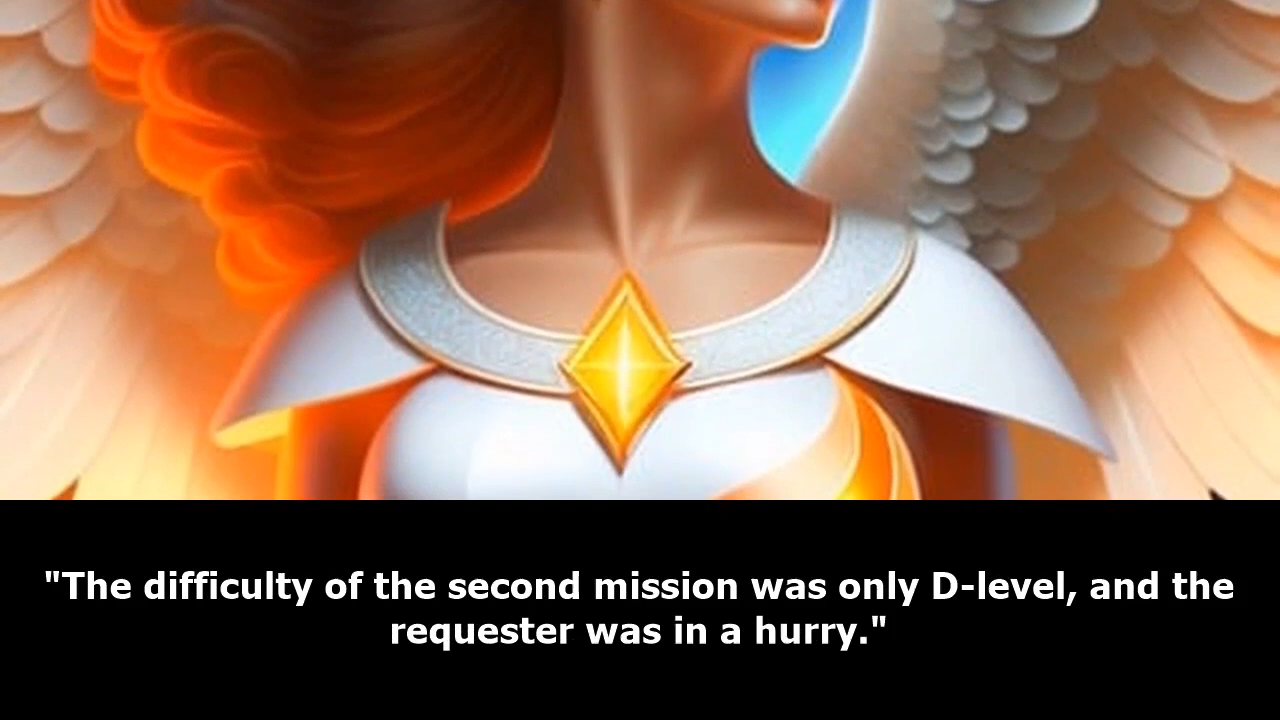 "The difficulty of the second mission was only D-level, and the
requester was in a hurry."